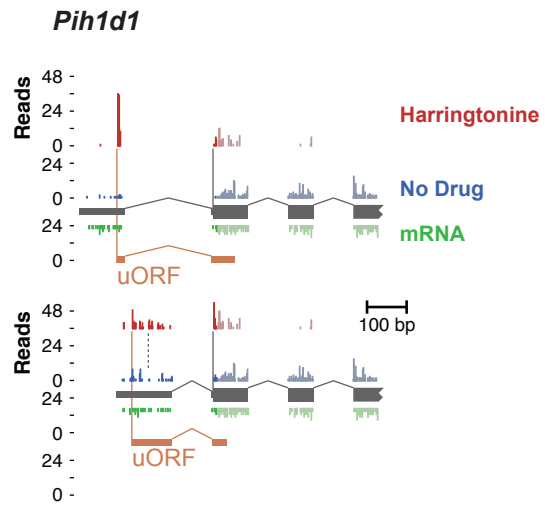 Pih1d1
Reads
48
24
0
24
0
24
0
Harringtonine
No Drug
mRNA
uORF
100 bp
Reads
48
24
0
24
0
24
0
24
0
uORF